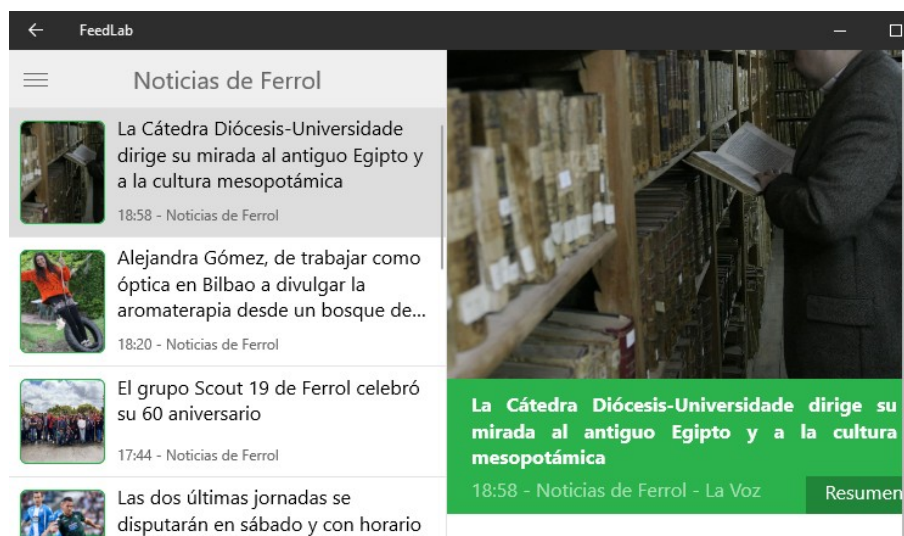 FeedLab
Noticias de Ferrol
La Cátedra Diócesis-Universidade
dirige su mirada al antiguo Egipto y
a la cultura mesopotámica
18:58 - Noticias de Ferrol
Alejandra Gómez, de trabajar como
óptica en Bilbao a divulgar la
aromaterapia desde un bosque de...
18:20 - Noticias de Ferrol
El grupo Scout 19 de Ferrol celebró
su 60 aniversario
17:44 - Noticias de Ferrol
Las dos últimas jornadas se
disputarán en sábado y con horario
La Cátedra Diócesis-Universidade dirige su
mirada al antiguo Egipto y a la cultura
mesopotámica
18:58 - Noticias de Ferrol - La Voz
Resumen